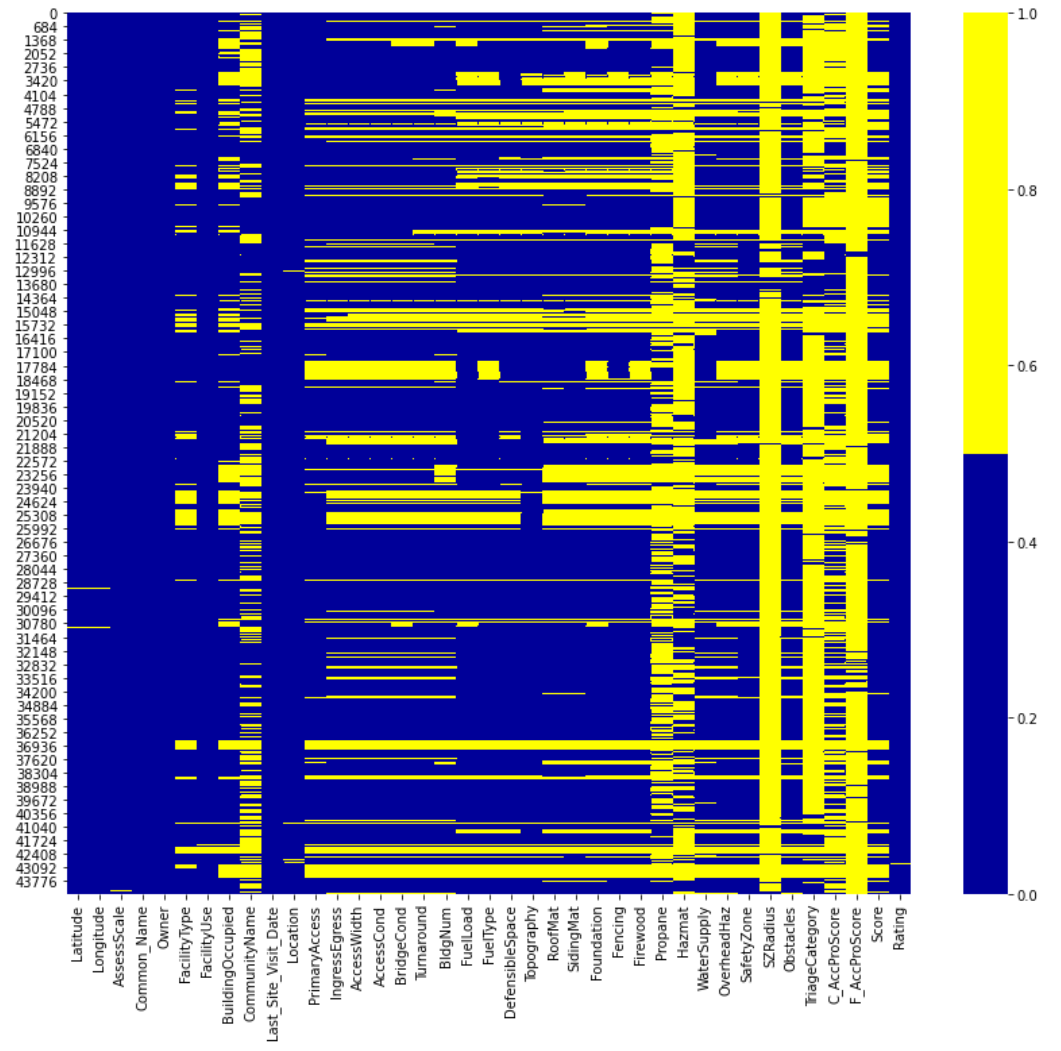 0
684
1368
2052
2736
3420
4104
4788
5472
6156
6840
7524
8208
8892
9576
10260
10944
11628
12312
12996
13680
14364
15048
15732
16416
17100
17784
18468
19152
19836
20520
21204
21888
22572
23256
23940
24624
25308
25992
26676
27360
28044
28728
29412
30096
30780
31464
32148
32832
33516
34200
34884
35568
36252
36936
37620
38304
38988
39672
40356
41040
41724
42408
43092
43776
Latitude
Longitude
AssessScale
Common_Name
Owner
FacilityType
FacilityUse
BuildingOccupied
CommunityName
Last_Site_Visit_Date
Location
PrimaryAccess
IngressEgress
AccessWidth
AccessCond
BridgeCond
Turnaround
BldgNum
FuelLoad
FuelType
DefensibleSpace
Topography
RoofMat
SidingMat
Foundation
Fencing
Firewood
Propane
Hazmat
WaterSupply
OverheadHaz
SafetyZone
SZRadius
Obstacles
TriageCategory
C_AccProScore
F_AccProScore
Score
Rating
1.0
0.8
0.6
0.4
0.2
0.0